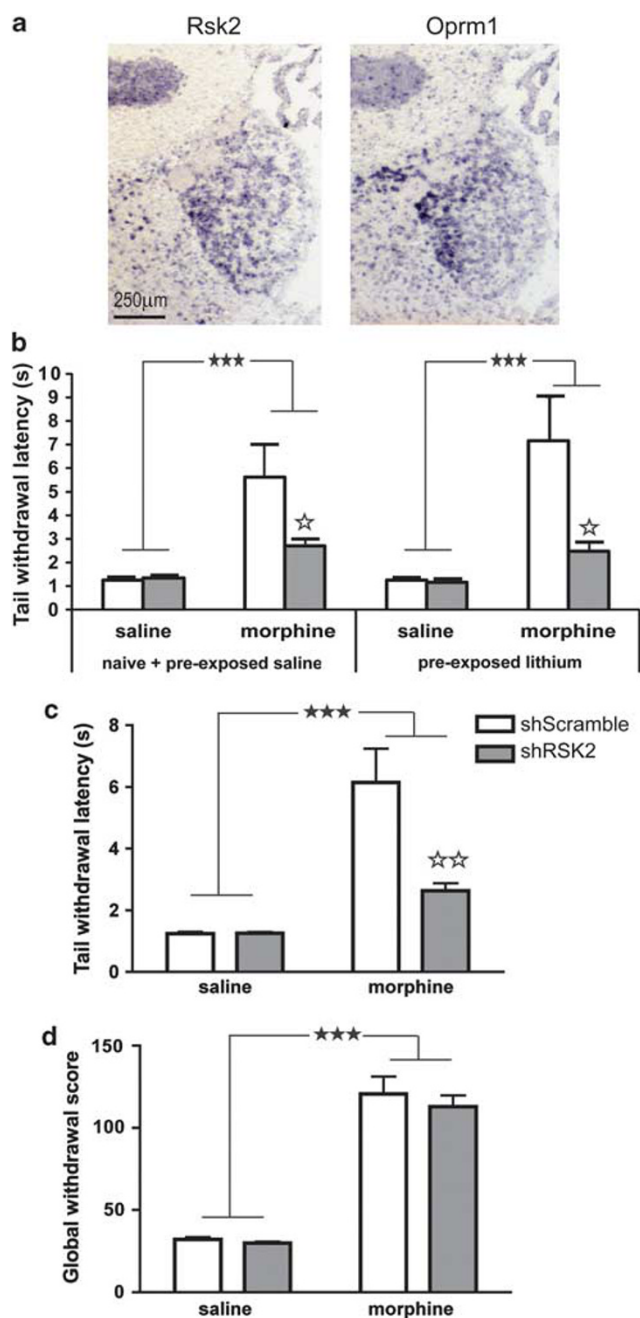 a
Rsk2 Oprm1
250µm
b
Tail withdrawal latency (s)
10
9
8
7
6
5
4
3
2
1
0
★★★ ★★★
☆ ☆
saline morphine saline morphine
naive + pre-exposed saline pre-exposed lithium
c
Tail withdrawal latency (s)
8
6
4
2
0
★★★
☆☆
shScramble
shRSK2
saline morphine
d
Global withdrawal score
150
100
50
0
★★★
saline morphine